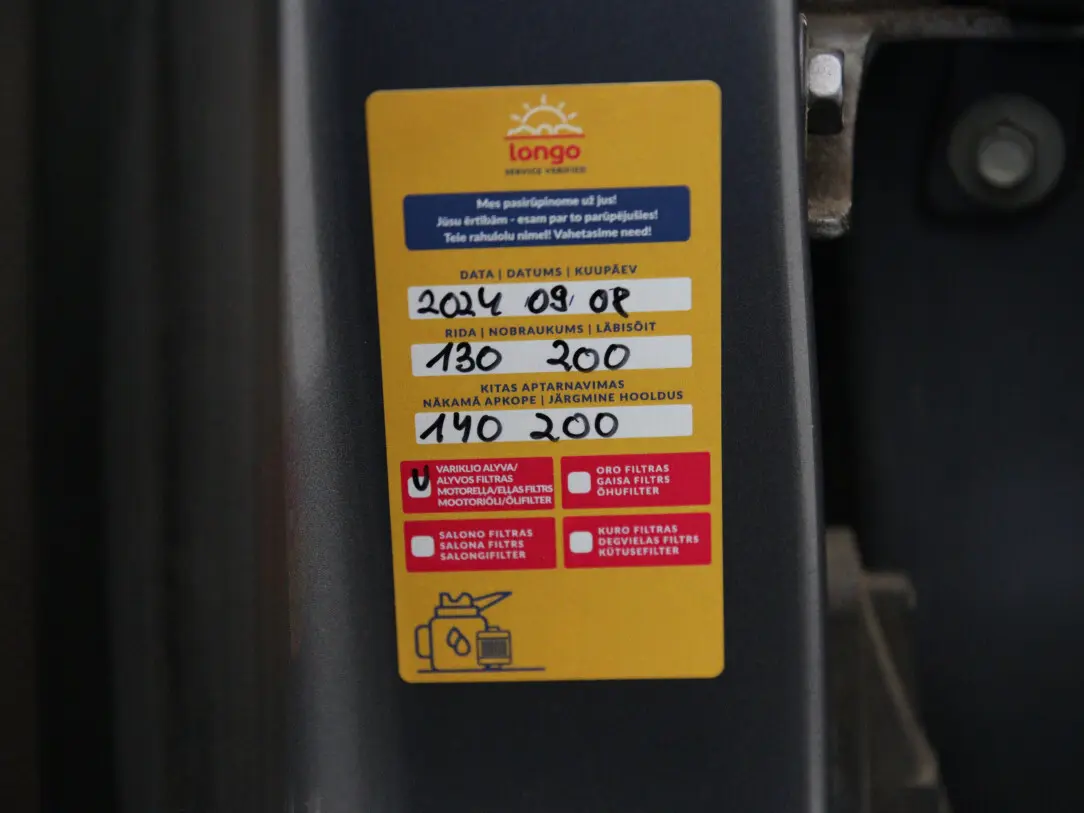 longo
SERVICE VERIFIED
Mes pasirūpinome už jus!
Jūsu ērtībām - esam par to parūpējušies!
Teie rahulolu nimel! Vahetasime need!
DATA | DATUMS | KUUPÄEV
2024 09 08
RIDA | NOBRAUKUMS | LÄBISÕIT
130 200
KITAS APTARNAVIMAS
NĀKAMĀ APKOPE | JÄRGMINE HOOLDUS
140 200
VARIKLIO ALYVA/
ALYVOS FILTRAS
MOTOREĻĻA/EĻĻAS FILTRS
MOOTORIÕLI/ÕLIFILTER
ORO FILTRAS
GAISA FILTRS
ÕHUFILTER
SALONO FILTRAS
SALONA FILTRS
SALONGIFILTER
KURO FILTRAS
DEGVIELAS FILTRS
KÜTUSEFILTER